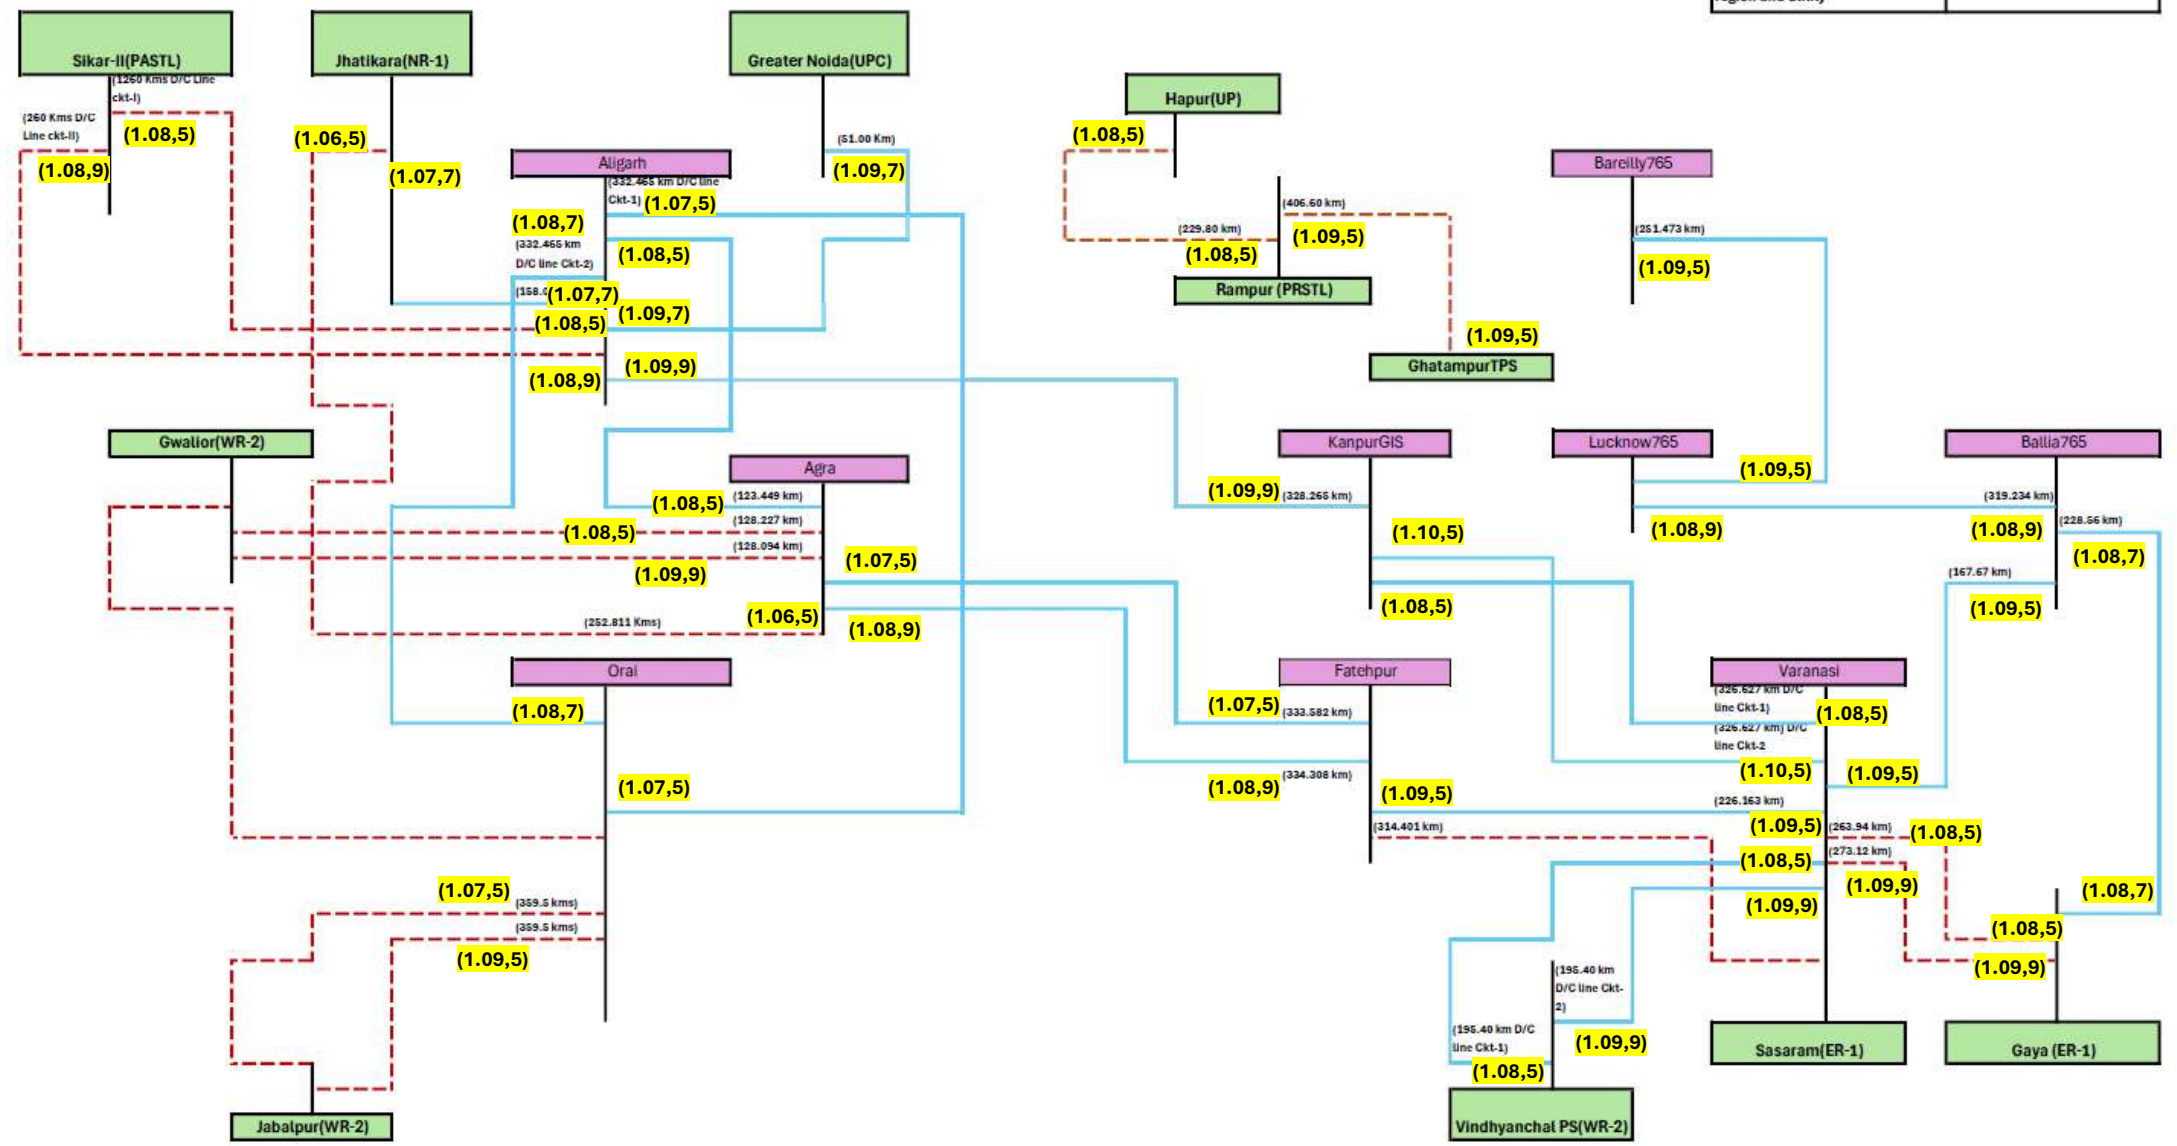 Sikar-II(PASTL)
Jhatikara(NR-1)
Greater Noida(UPC)
(1260 Kms D/C Line
ckt-I)
(260 Kms D/C
Line ckt-II)
(1.08,5)
(1.08,9)
(1.06,5)
(1.07,7)
(51.00 Km)
(1.09,7)
Hapur(UP)
(1.08,5)
Aligarh
(332.465 km D/C line
Ckt-1)
(1.07,5)
(1.08,7)
(332.465 km
D/C line Ckt-2)
(1.08,5)
(1.07,7)
(1.09,7)
(1.08,5)
(1.09,9)
(1.08,9)
(406.60 km)
(229.80 km)
(1.09,5)
(1.08,5)
Rampur (PRSTL)
(1.09,5)
GhatampurTPS
Bareilly765
(251.473 km)
(1.09,5)
Gwalior(WR-2)
Agra
(1.08,5)
(123.449 km)
(128.227 km)
(1.08,5)
(128.094 km)
(1.09,9)
(1.07,5)
(252.811 Kms)
(1.06,5)
(1.08,9)
KanpurGIS
(1.09,9)
(328.265 km)
(1.10,5)
(1.08,5)
Lucknow765
(1.09,5)
(1.08,9)
Ballia765
(319.234 km)
(1.08,9)
(228.56 km)
(1.08,7)
(167.67 km)
(1.09,5)
Orai
(1.08,7)
(1.07,5)
(1.07,5)
(359.5 kms)
(359.5 kms)
(1.09,5)
Jabalpur(WR-2)
Fatehpur
(1.07,5)
(333.582 km)
(1.08,9)
(334.308 km)
(1.09,5)
(314.401 km)
Varanasi
(326.627 km D/C
line Ckt-1)
(1.08,5)
(326.627 km) D/C
line Ckt-2
(1.10,5)
(1.09,5)
(226.163 km)
(1.09,5)
(263.94 km)
(1.08,5)
(1.08,5)
(273.12 km)
(1.09,9)
(1.09,9)
(1.08,7)
(1.08,5)
(1.09,9)
(195.40 km
D/C line Ckt-
2)
(195.40 km D/C
line Ckt-1)
(1.09,9)
(1.08,5)
Vindhyanchal PS(WR-2)
Sasaram(ER-1)
Gaya (ER-1)